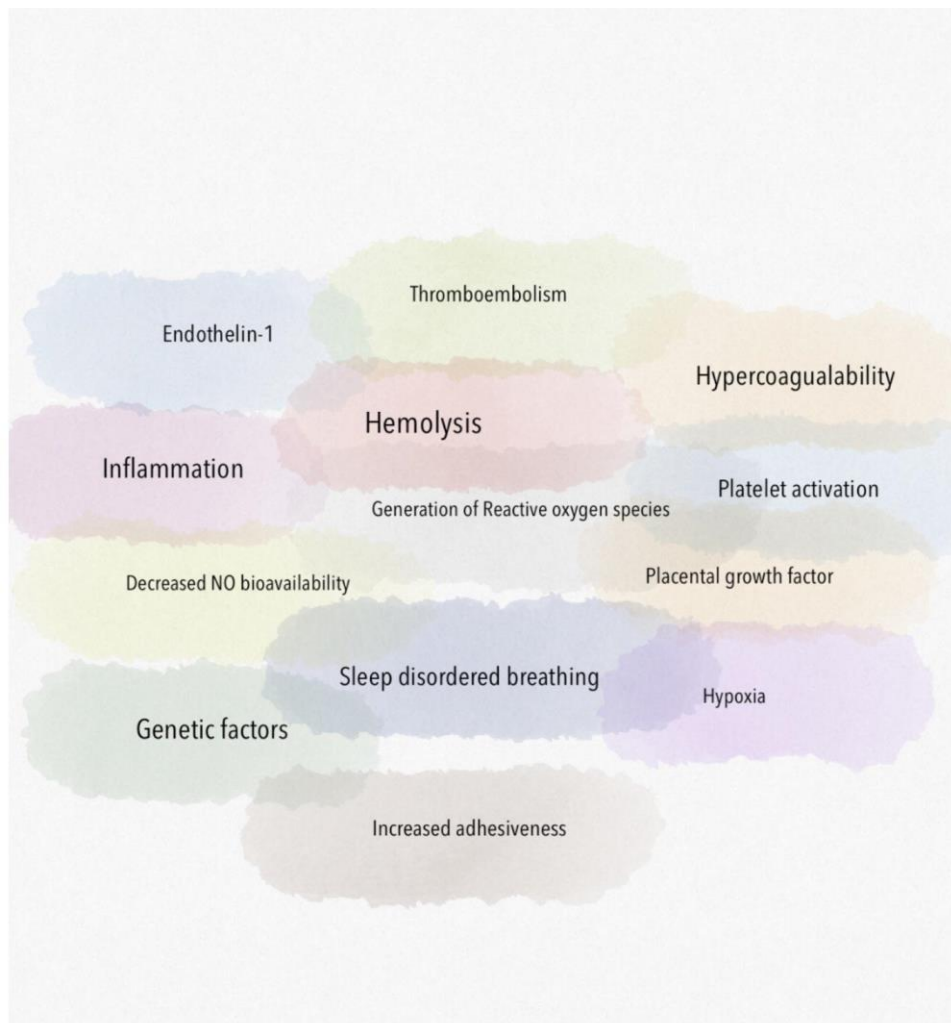 Thromboembolism
Endothelin-1
Hypercoagualability
Hemolysis
Inflammation
Platelet activation
Generation of Reactive oxygen species
Decreased NO bioavailability
Placental growth factor
Sleep disordered breathing
Hypoxia
Genetic factors
Increased adhesiveness